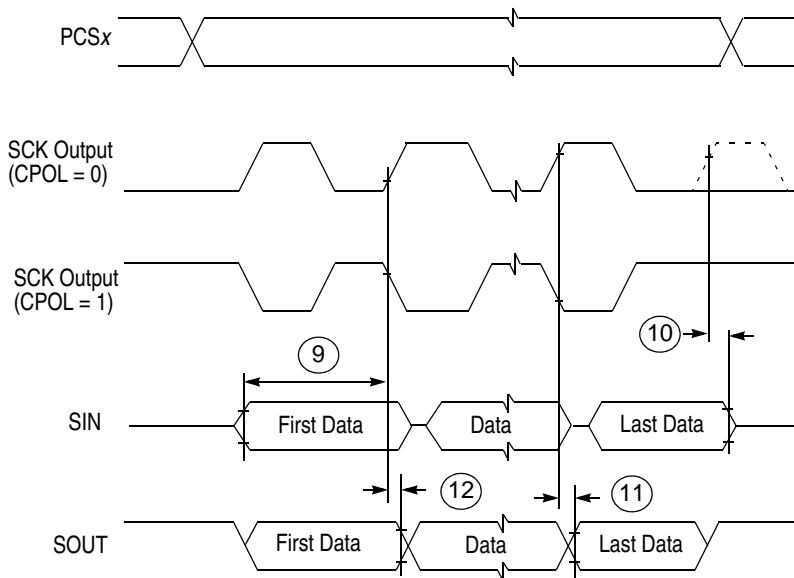 PCSx
SCK Output
(CPOL = 0)
SCK Output
(CPOL = 1)
10
9
SIN
First Data
Data
Last Data
12
11
SOUT
First Data
Data
Last Data